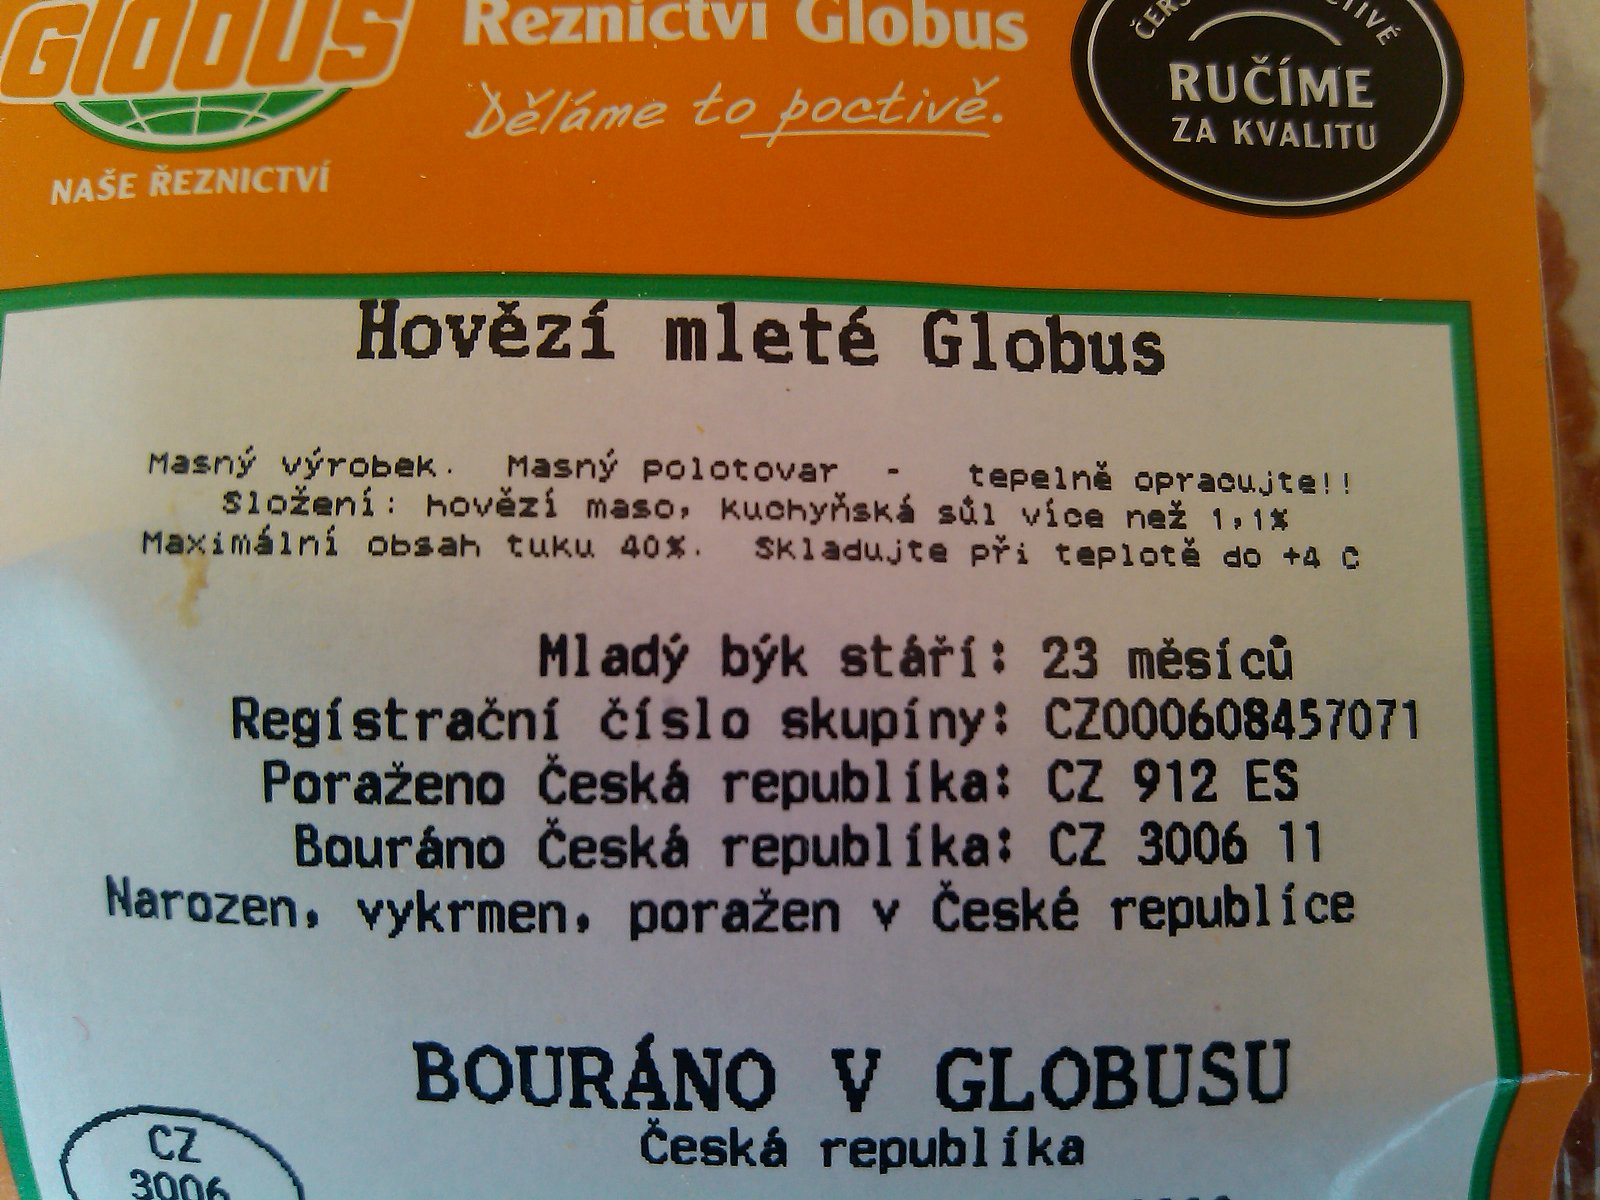 GLOBUS
NAŠE ŘEZNICTVÍ
Řeznictví Globus
Děláme to poctivě.
RUČÍME
ZA KVALITU
Hovězí mleté Globus
Masný výrobek. Masný polotovar - tepelně opracujte!!
Složení: hovězí maso, kuchyňská sůl více než 1,1%
Maximální obsah tuku 40%. Skladujte při teplotě do +4 C
Mladý býk stáří: 23 měsíců
Registrační číslo skupiny: CZ000608457071
Poraženo Česká republika: CZ 912 ES
Bouráno Česká republika: CZ 3006 11
Narozen, vykrmen, poražen v České republice
BOURÁNO V GLOBUSU
Česká republika
CZ
3006